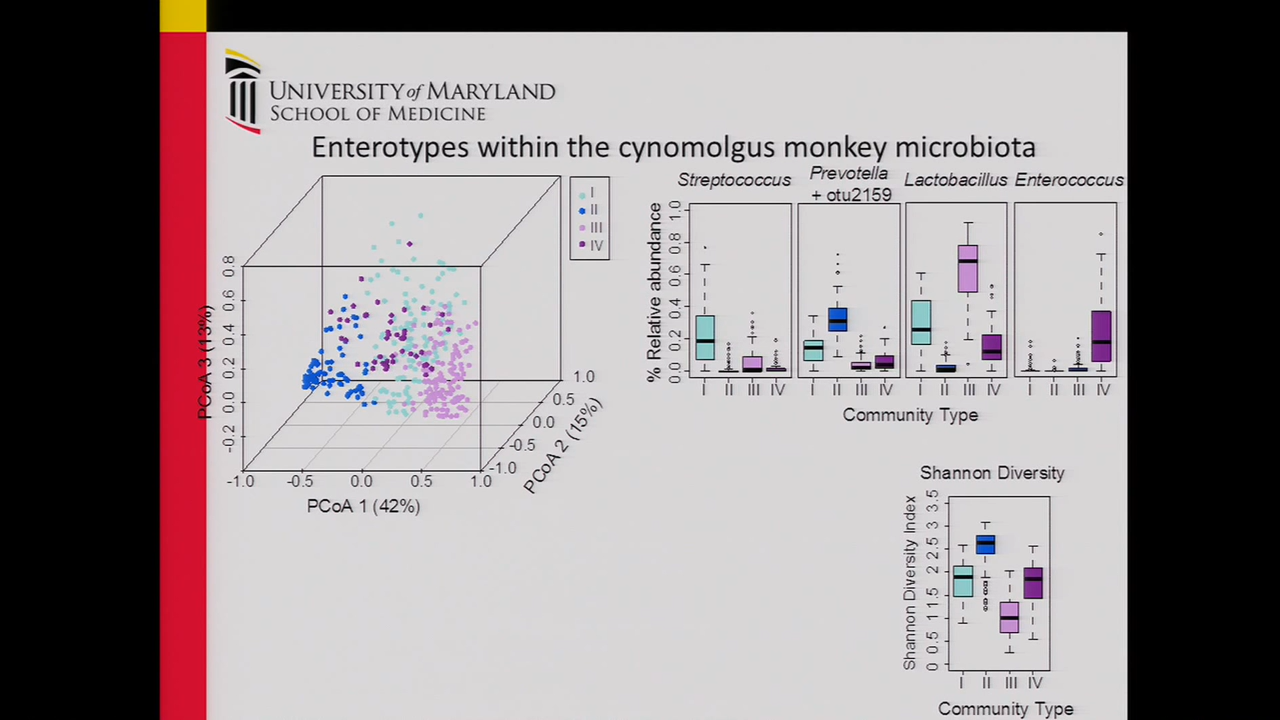 UNIVERSITY of MARYLAND
SCHOOL OF MEDICINE
Enterotypes within the cynomolgus monkey microbiota
I
II
III
IV
PCoA 3 (13%)
0.8
0.6
0.4
0.2
0.0
-0.2
-1.0 -0.5 0.0 0.5 1.0
PCoA 1 (42%)
1.0
0.5
0.0
-0.5
-1.0
PCoA 2 (15%)
Streptococcus
Prevotella
+ otu2159
Lactobacillus
Enterococcus
% Relative abundance
1.0
0.8
0.6
0.4
0.2
0.0
I II III IV
I II III IV
I II III IV
I II III IV
Community Type
Shannon Diversity
Shannon Diversity Index
3.5
3
2.5
2
1.5
1
0.5
0
I II III IV
Community Type